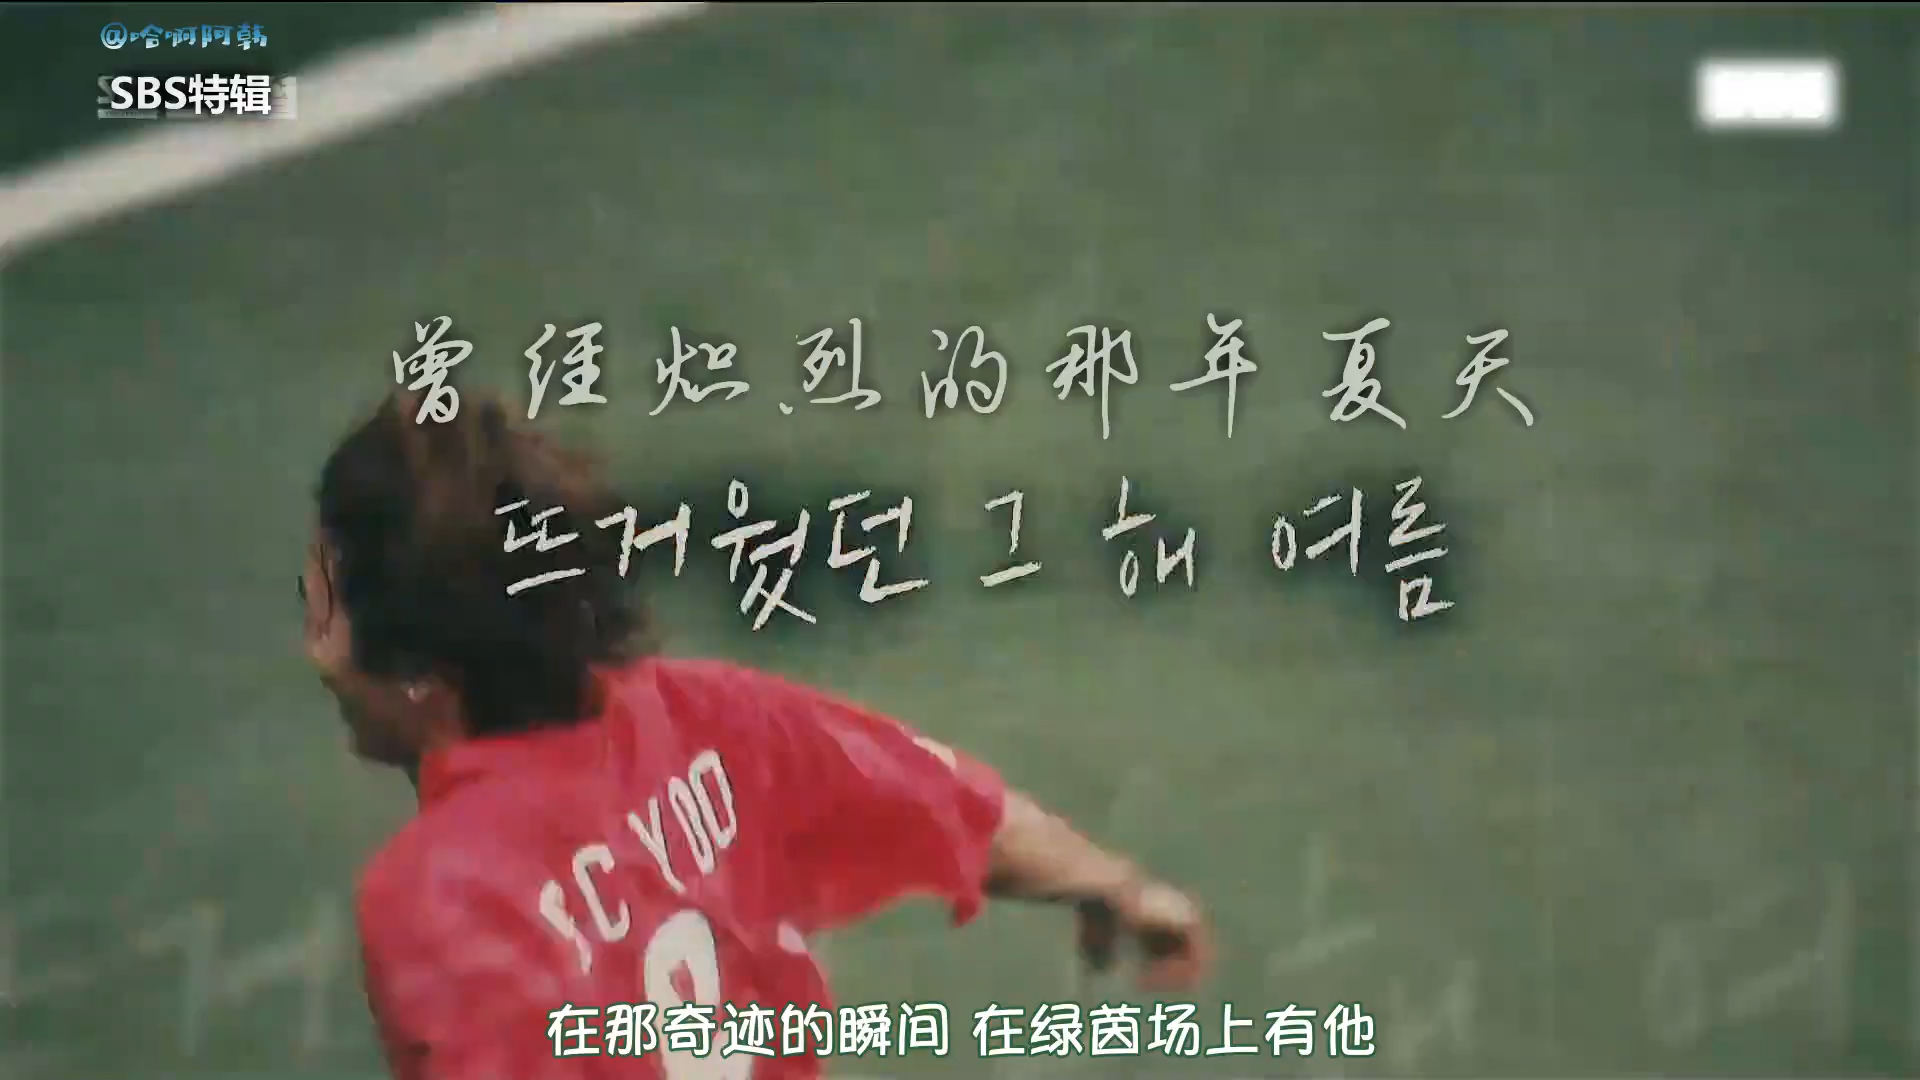 @哈啊阿韩
SBS特辑
曾经炽烈的那年夏天
뜨거웠던 그 해 여름
SC YOO
在那奇迹的瞬间 在绿茵场上有他